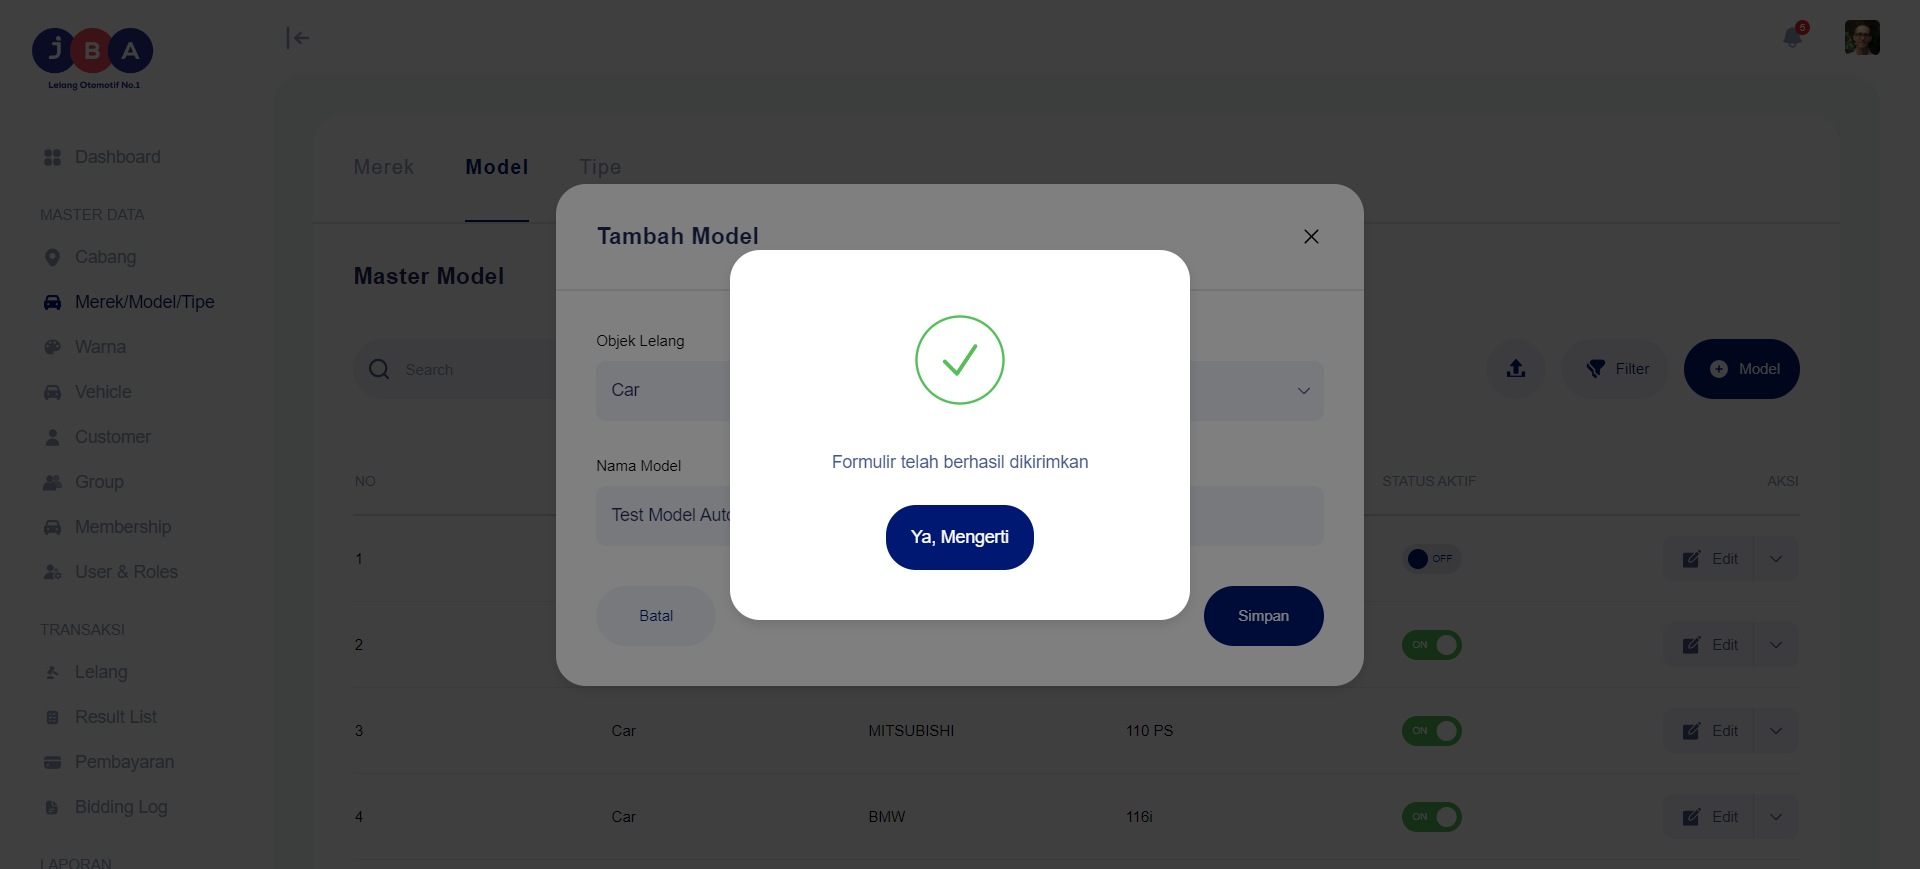 JBA
Lelang Otomotif No.1
5
Dashboard
MASTER DATA
Cabang
Merek/Model/Tipe
Warna
Vehicle
Customer
Group
Membership
User & Roles
TRANSAKSI
Lelang
Result List
Pembayaran
Bidding Log
LAPORAN
Merek Model Tipe
Master Model
Search
Filter
Model
NO STATUS AKTIF AKSI
1 OFF Edit
2 ON Edit
3 Car MITSUBISHI 110 PS ON Edit
4 Car BMW 116i ON Edit
Tambah Model
Objek Lelang
Car
Nama Model
Test Model
Batal
Simpan
Formulir telah berhasil dikirimkan
Ya, Mengerti